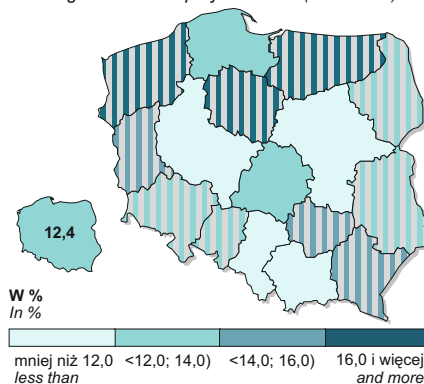 12,4
W %
In %
mniej niż 12,0 <12,0; 14,0) <14,0; 16,0) 16,0 i więcej
less than and more